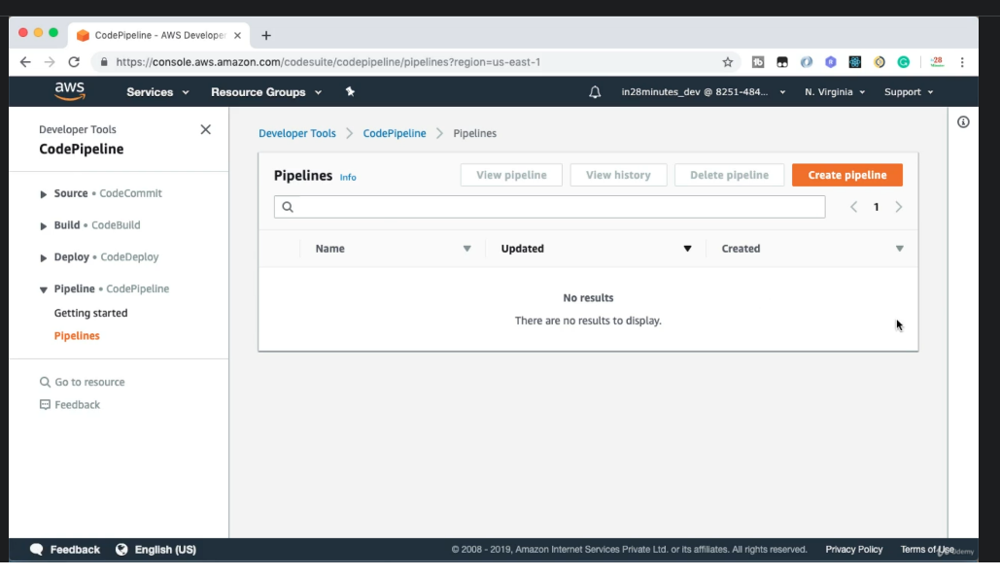 CodePipeline - AWS Developer
https://console.aws.amazon.com/codesuite/codepipeline/pipelines?region=us-east-1
-28
aws Services Resource Groups in28minutes_dev @ 8251-484... N. Virginia Support
Developer Tools
CodePipeline
Source • CodeCommit
Build • CodeBuild
Deploy • CodeDeploy
Pipeline • CodePipeline
Getting started
Pipelines
Go to resource
Feedback
Developer Tools > CodePipeline > Pipelines
Pipelines Info View pipeline View history Delete pipeline Create pipeline
< 1 >
Name Updated Created
No results
There are no results to display.
Feedback English (US) © 2008 - 2019, Amazon Internet Services Private Ltd. or its affiliates. All rights reserved. Privacy Policy Terms of Use